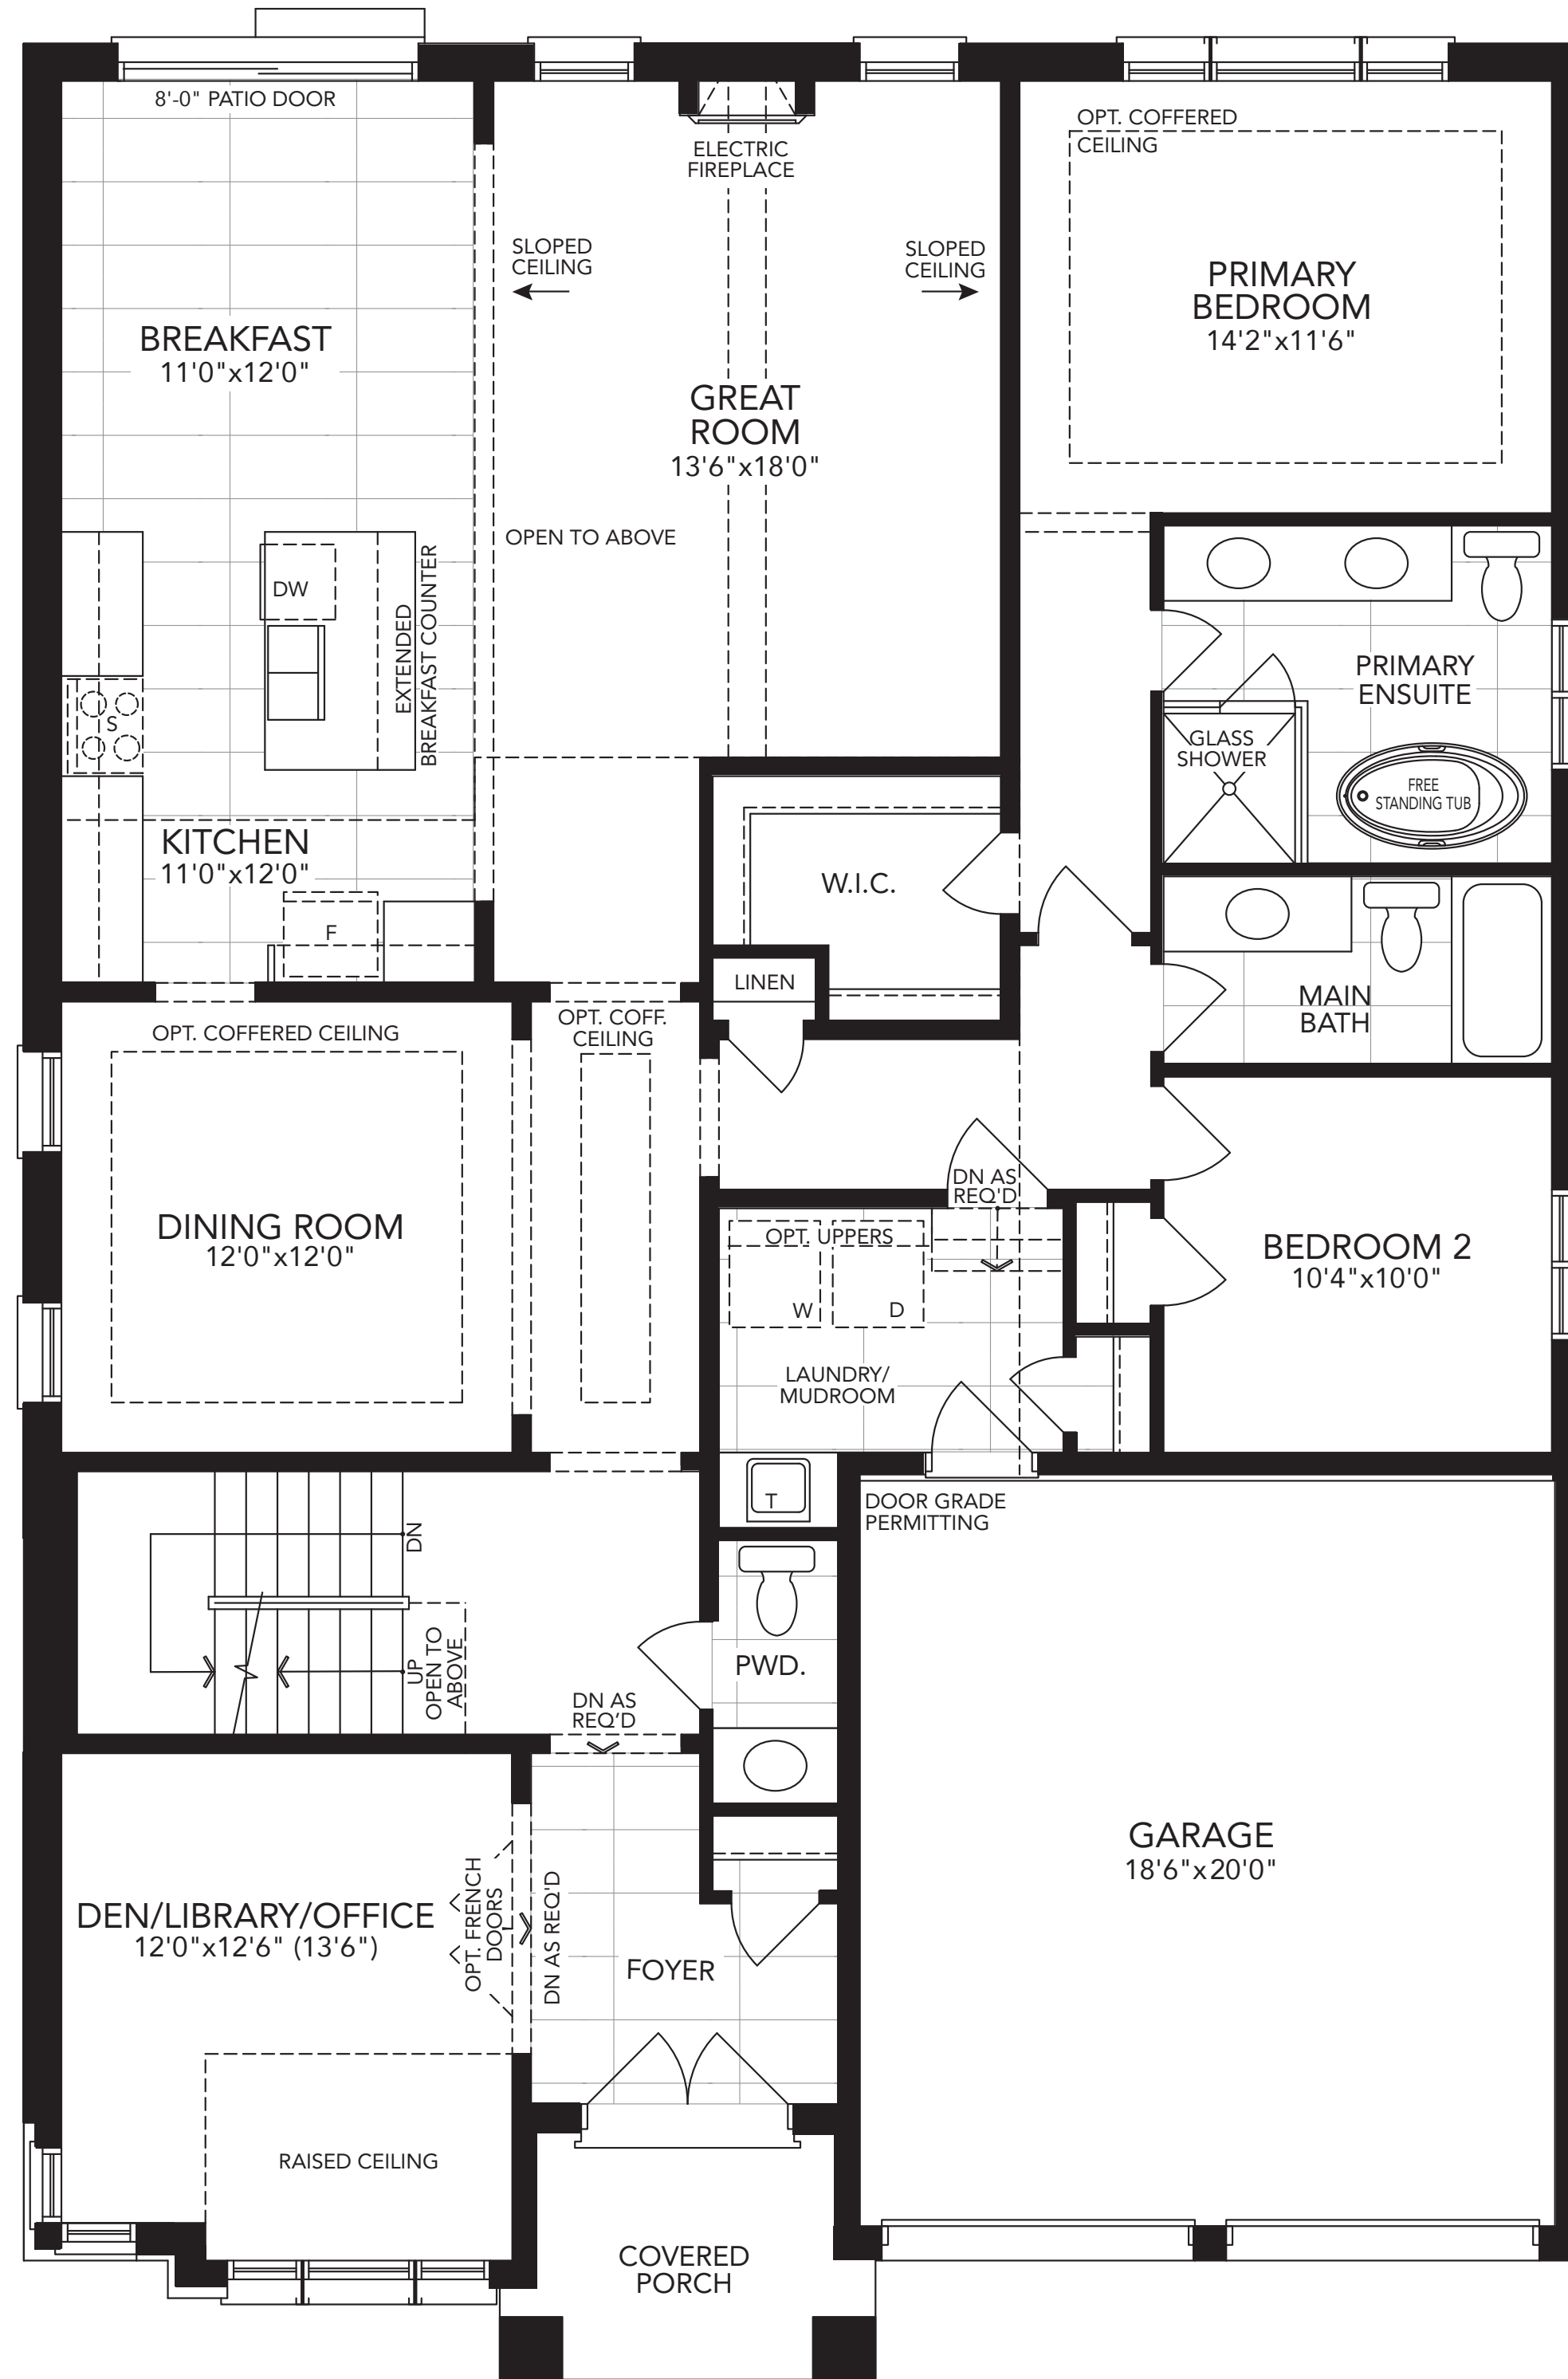 8'-0" PATIO DOOR
ELECTRIC
FIREPLACE
OPT. COFFERED
CEILING
SLOPED
CEILING
SLOPED
CEILING
PRIMARY
BEDROOM
14'2"x11'6"
BREAKFAST
11'0"x12'0"
GREAT
ROOM
13'6"x18'0"
OPEN TO ABOVE
DW
EXTENDED
BREAKFAST COUNTER
S
PRIMARY
ENSUITE
GLASS
SHOWER
FREE
STANDING TUB
KITCHEN
11'0"x12'0"
F
W.I.C.
LINEN
MAIN
BATH
OPT. COFFERED CEILING
OPT. COFF.
CEILING
DINING ROOM
12'0"x12'0"
DN AS
REQ'D
OPT. UPPERS
W
D
BEDROOM 2
10'4"x10'0"
LAUNDRY/
MUDROOM
T
DOOR GRADE
PERMITTING
DN
UP
OPEN TO
ABOVE
PWD.
DN AS
REQ'D
GARAGE
18'6"x20'0"
DEN/LIBRARY/OFFICE
12'0"x12'6" (13'6")
OPT. FRENCH
DOORS
DN AS REQ'D
FOYER
RAISED CEILING
COVERED
PORCH